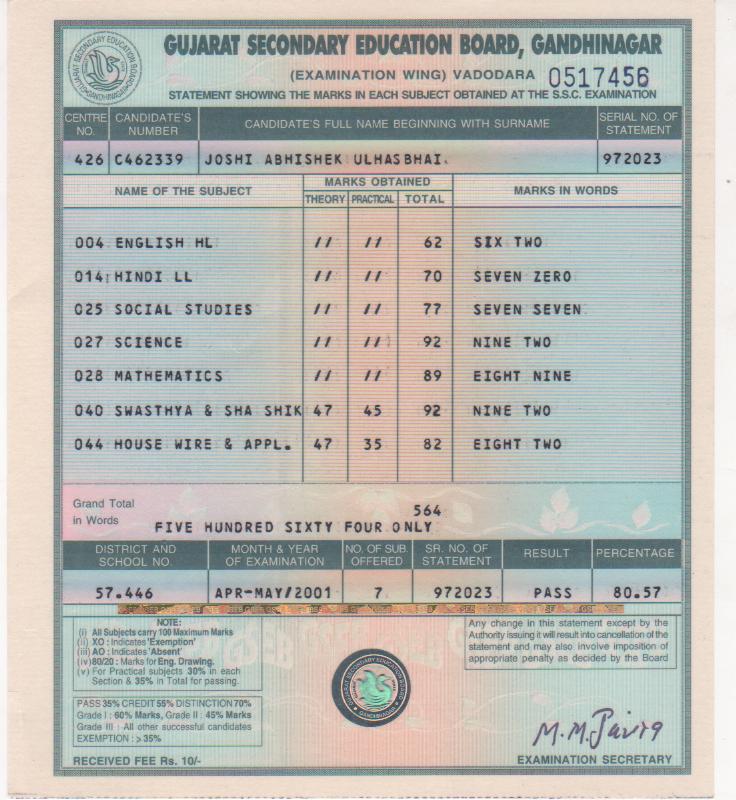 GUJARAT SECONDARY EDUCATION BOARD, GANDHINAGAR
GUJARAT SECONDARY EDUCATION BOARD GANDHINAGAR
(EXAMINATION WING) VADODARA 0517456
STATEMENT SHOWING THE MARKS IN EACH SUBJECT OBTAINED AT THE S.S.C. EXAMINATION
CENTRE NO. CANDIDATE'S NUMBER CANDIDATE'S FULL NAME BEGINNING WITH SURNAME SERIAL NO. OF STATEMENT
426 C462339 JOSHI ABHISHEK ULHASBHAI. 972023
NAME OF THE SUBJECT MARKS OBTAINED MARKS IN WORDS
THEORY PRACTICAL TOTAL
004 ENGLISH HL // // 62 SIX TWO
014 HINDI LL // // 70 SEVEN ZERO
025 SOCIAL STUDIES // // 77 SEVEN SEVEN
027 SCIENCE // // 92 NINE TWO
028 MATHEMATICS // // 89 EIGHT NINE
040 SWASTHYA & SHA SHIK 47 45 92 NINE TWO
044 HOUSE WIRE & APPL. 47 35 82 EIGHT TWO
Grand Total 564
in Words FIVE HUNDRED SIXTY FOUR ONLY
DISTRICT AND SCHOOL NO. MONTH & YEAR OF EXAMINATION NO. OF SUB. OFFERED SR. NO. OF STATEMENT RESULT PERCENTAGE
57.446 APR-MAY/2001 7 972023 PASS 80.57
NOTE:
(i) All Subjects carry 100 Maximum Marks
(ii) XO : Indicates 'Exemption'
(iii) AO : Indicates 'Absent'
(iv) 80/20 : Marks for Eng. Drawing.
(v) For Practical subjects 30% in each
Section & 35% in Total for passing.
Any change in this statement except by the
Authority issuing it will result into cancellation of the
statement and may also involve imposition of
appropriate penalty as decided by the Board
GUJARAT SECONDARY EDUCATION BOARD GANDHINAGAR
PASS 35% CREDIT 55% DISTINCTION 70%
Grade I : 60% Marks, Grade II : 45% Marks
Grade III : All other successful candidates
EXEMPTION : > 35%
RECEIVED FEE Rs. 10/-
EXAMINATION SECRETARY